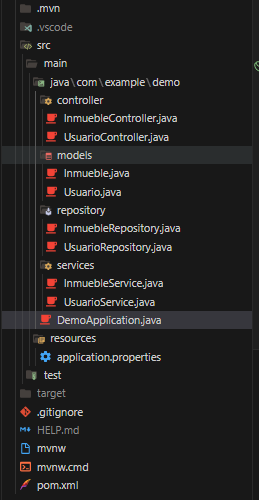 .mvn
.vscode
src
main
java\com\example\demo
controller
InmuebleController.java
UsuarioController.java
models
Inmueble.java
Usuario.java
repository
InmuebleRepository.java
UsuarioRepository.java
services
InmuebleService.java
UsuarioService.java
DemoApplication.java
resources
application.properties
test
target
.gitignore
HELP.md
mvnw
mvnw.cmd
pom.xml